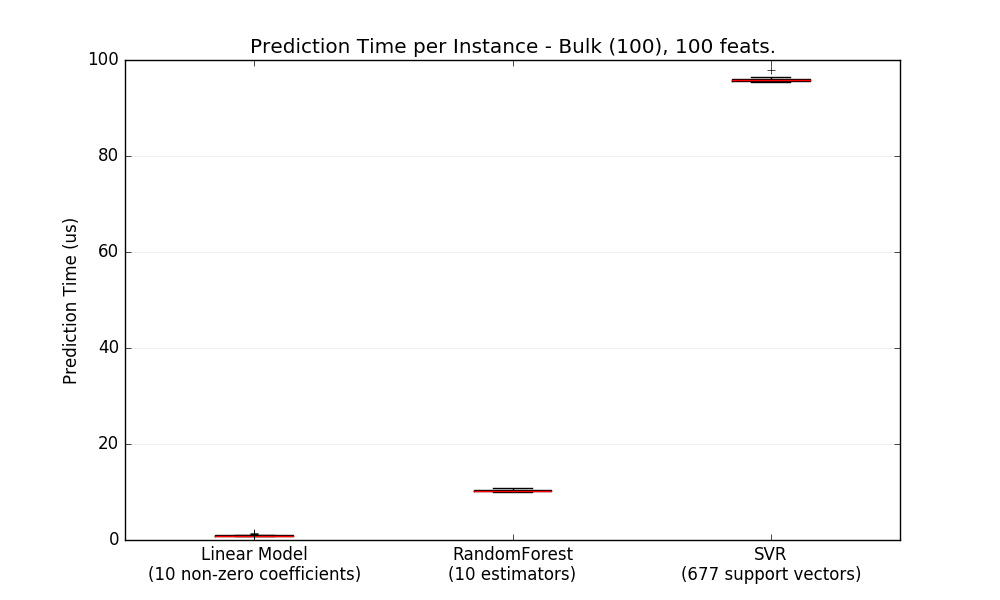 Prediction Time per Instance - Bulk (100), 100 feats.
100
80
60
40
20
0
Prediction Time (us)
Linear Model
(10 non-zero coefficients)
RandomForest
(10 estimators)
SVR
(677 support vectors)